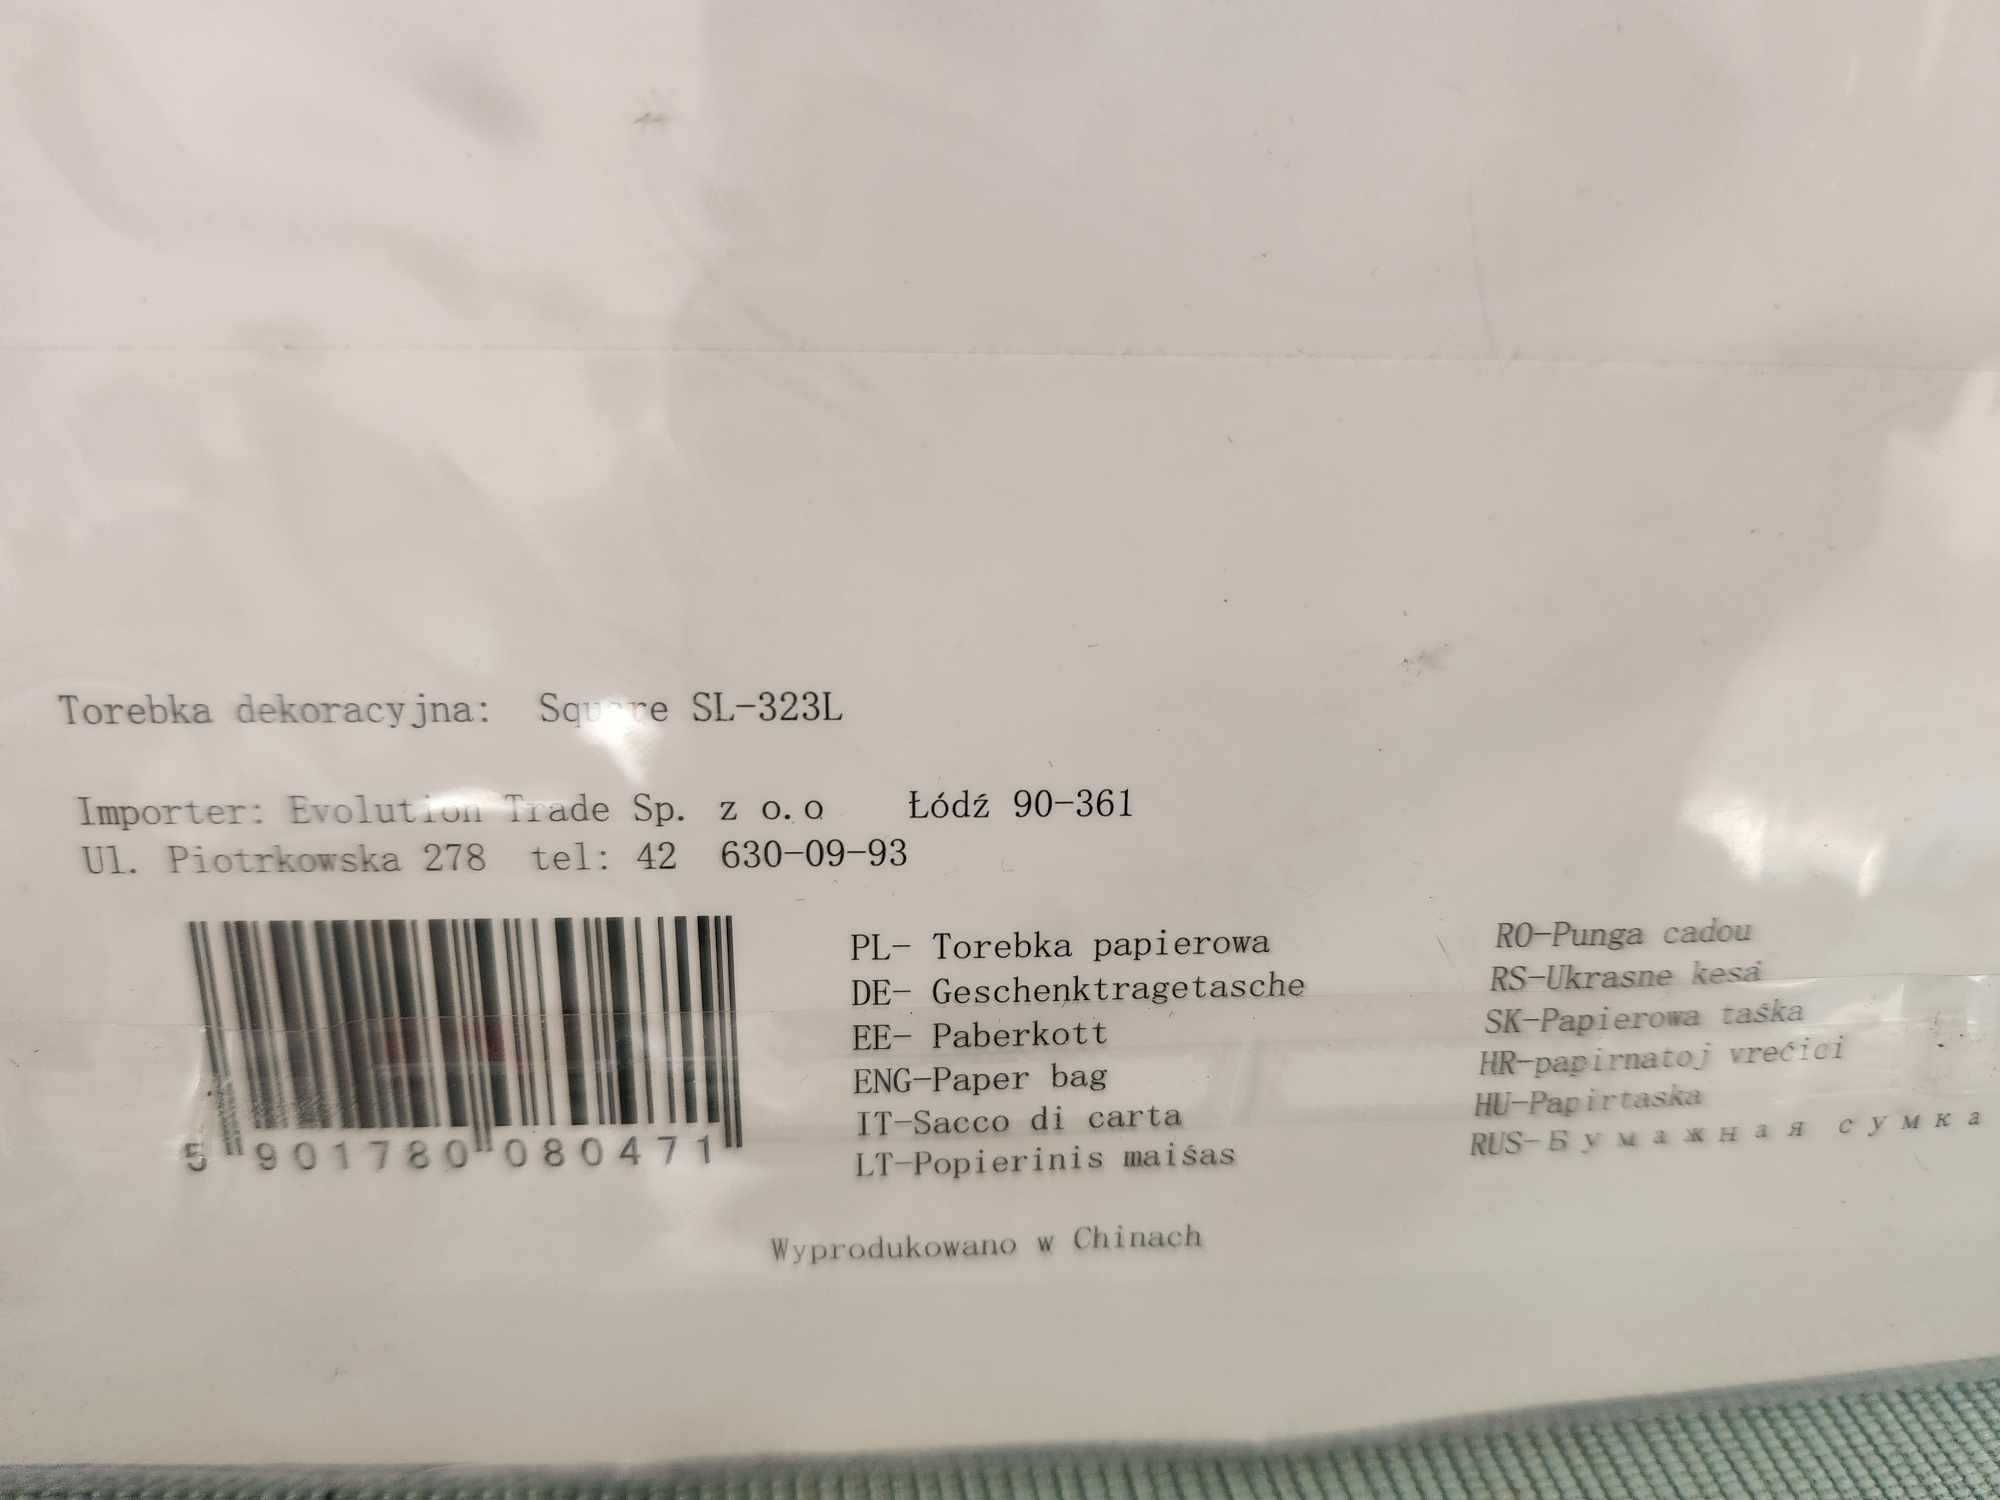 Torebka dekoracyjna: Square SL-323L
Importer: Evolution Trade Sp. z o.o Łódź 90-361
Ul. Piotrkowska 278 tel: 42 630-09-93
5 901780 080471
PL- Torebka papierowa
DE- Geschenktragetasche
EE- Paberkott
ENG-Paper bag
IT-Sacco di carta
LT-Popierinis maiśas
RO-Punga cadou
RS-Ukrasne kesa
SK-Papierowa taśka
HR-papirnatoj vrećici
HU-Papirtaska
RUS-Бумажная сумка
Wyprodukowano w Chinach